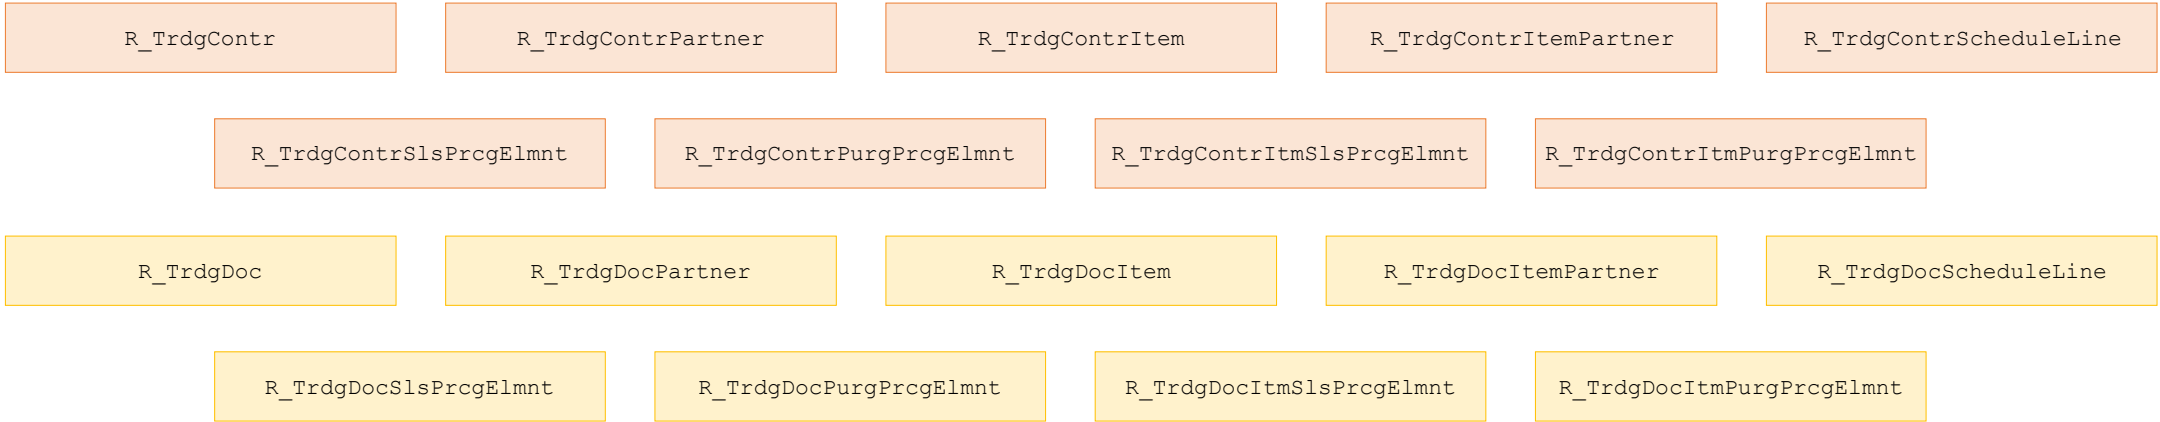 R_TrdgContr
R_TrdgContrPartner
R_TrdgContrItem
R_TrdgContrItemPartner
R_TrdgContrScheduleLine
R_TrdgContrSlsPrcgElmnt
R_TrdgContrPurgPrcgElmnt
R_TrdgContrItmSlsPrcgElmnt
R_TrdgContrItmPurgPrcgElmnt
R_TrdgDoc
R_TrdgDocPartner
R_TrdgDocItem
R_TrdgDocItemPartner
R_TrdgDocScheduleLine
R_TrdgDocSlsPrcgElmnt
R_TrdgDocPurgPrcgElmnt
R_TrdgDocItmSlsPrcgElmnt
R_TrdgDocItmPurgPrcgElmnt